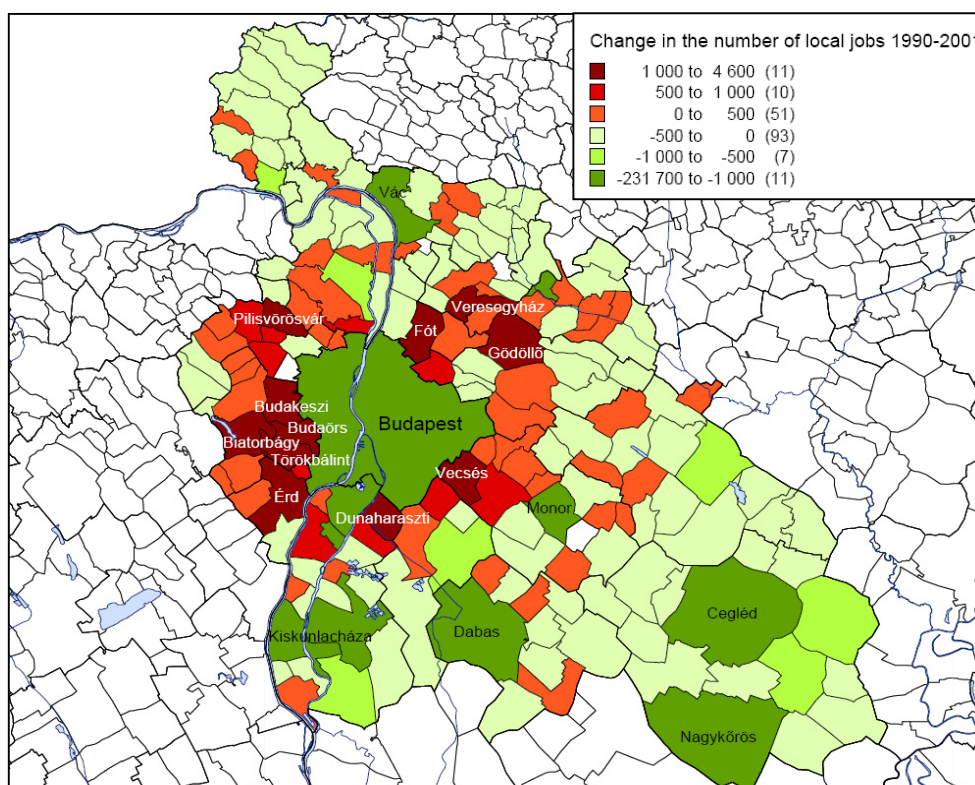 Change in the number of local jobs 1990-2001
1 000 to 4 600 (11)
500 to 1 000 (10)
0 to 500 (51)
-500 to 0 (93)
-1 000 to -500 (7)
-231 700 to -1 000 (11)
Vác
Veresegyház
Pilisvörösvár
Fót
Gödöllõ
Budakeszi
Budaörs
Budapest
Biatorbágy
Törökbálint
Vecsés
Érd
Monor
Dunaharaszti
Cegléd
Kiskunlacháza
Dabas
Nagykõrös